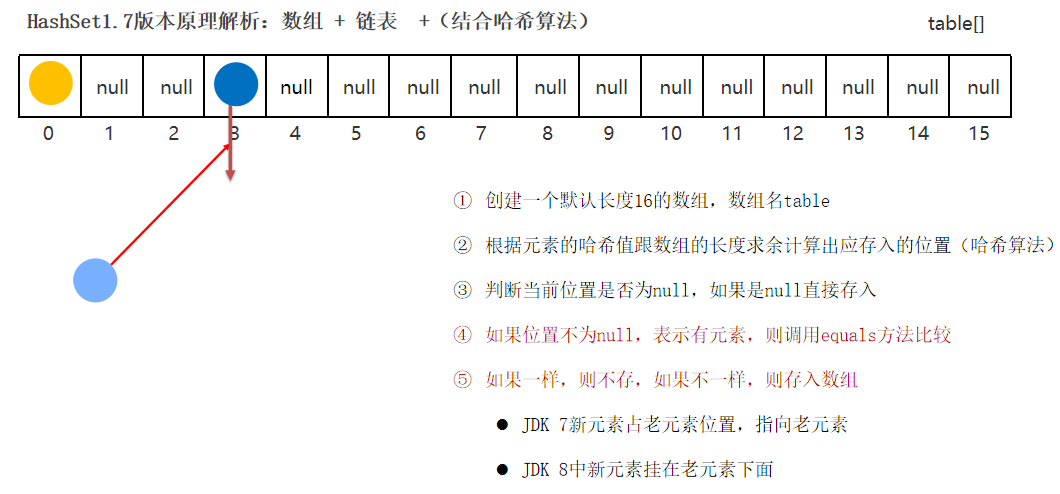 HashSet1.7版本原理解析：数组 + 链表 +（结合哈希算法）
table[]
null null null null null null null null null null null null null null
0 1 2 3 4 5 6 7 8 9 10 11 12 13 14 15
① 创建一个默认长度16的数组，数组名table
② 根据元素的哈希值跟数组的长度求余计算出应存入的位置（哈希算法）
③ 判断当前位置是否为null，如果是null直接存入
④ 如果位置不为null，表示有元素，则调用equals方法比较
⑤ 如果一样，则不存，如果不一样，则存入数组
● JDK 7新元素占老元素位置，指向老元素
● JDK 8中新元素挂在老元素下面